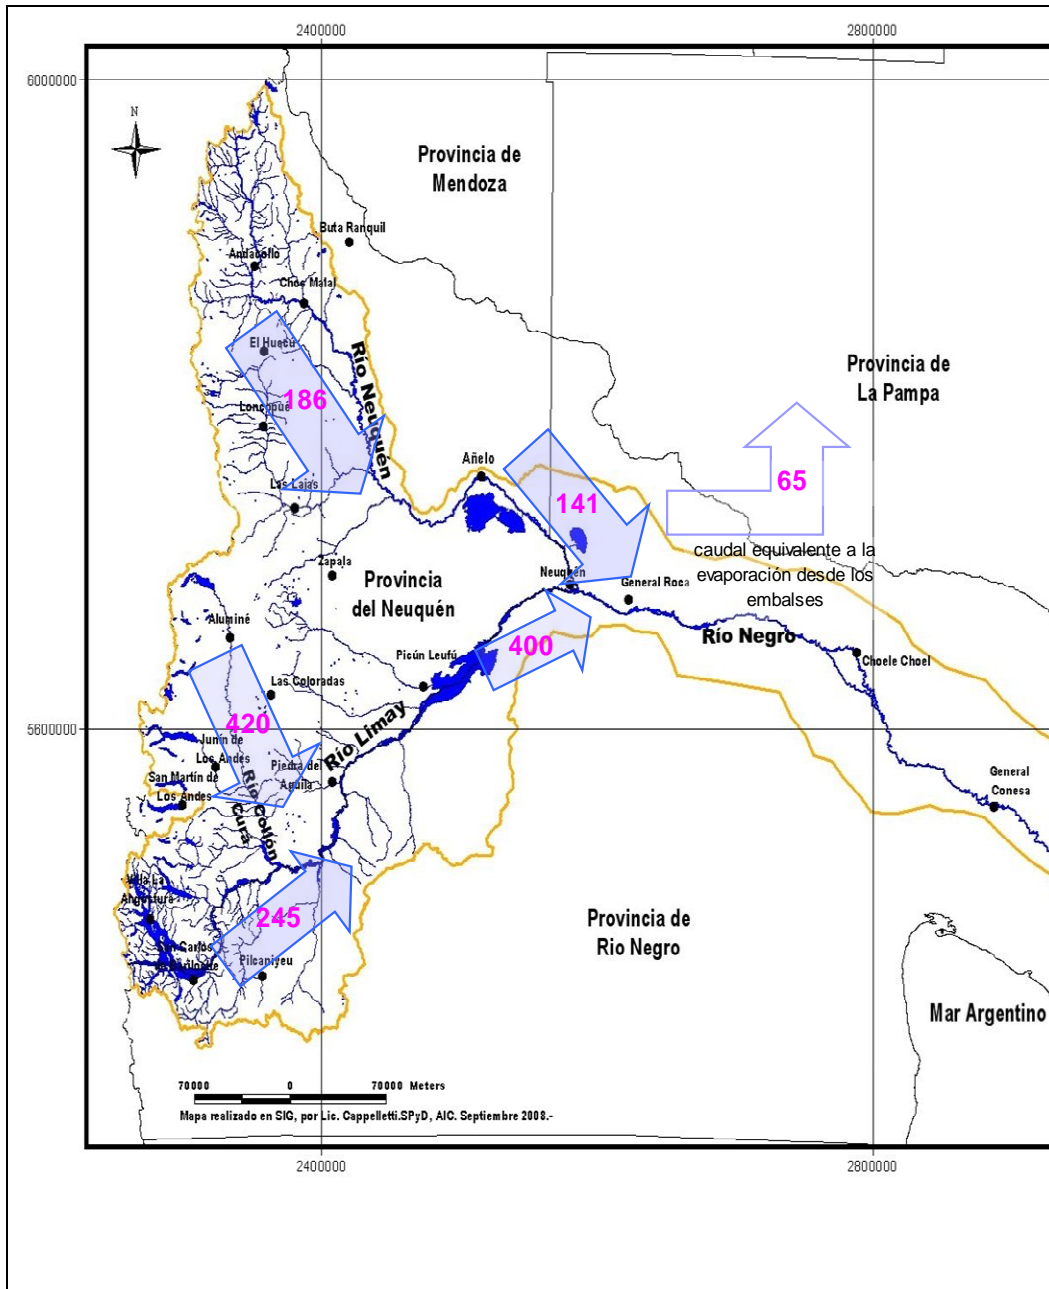 2400000
2800000
6000000
N
Provincia de
Mendoza
Buta Ranquil
Andacollo
Chos Malal
El Huecú
Río Neuquén
Provincia de
La Pampa
186
Loncopué
Añelo
65
Las Lajas
141
caudal equivalente a la
evaporación desde los
embalses
Zapala
Neuquén
Provincia
del Neuquén
General Roca
Aluminé
Río Negro
400
Picún Leufú
Choele Choel
Las Coloradas
420
5600000
Río Limay
Junín de
Los Andes
Piedra del
Aguila
San Martín de
Los Andes
General
Conesa
Río Collón
Curá
Villa La
Angostura
245
Provincia de
Rio Negro
San Carlos
de Bariloche
Pilcaniyeu
Mar Argentino
70000
0
70000 Meters
Mapa realizado en SIG, por Lic. Cappelletti.SPyD, AIC. Septiembre 2008.-
2400000
2800000